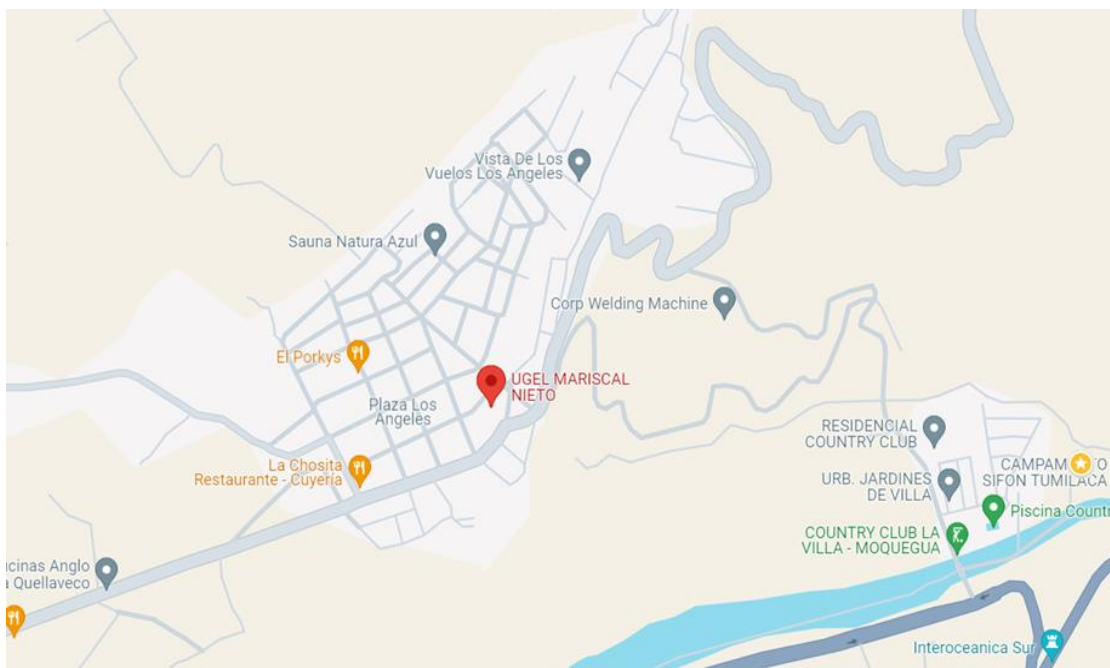 Vista De Los
Vuelos Los Angeles
Sauna Natura Azul
Corp Welding Machine
El Porkys
UGEL MARISCAL
NIETO
Plaza Los
Angeles
RESIDENCIAL
COUNTRY CLUB
La Chosita
Restaurante - Cuyería
URB. JARDINES
DE VILLA
CAMPAM TO
SIFON TUMILACA
Piscina Countr
COUNTRY CLUB LA
VILLA - MOQUEGUA
cinas Anglo
Quellaveco
Interoceanica Sur